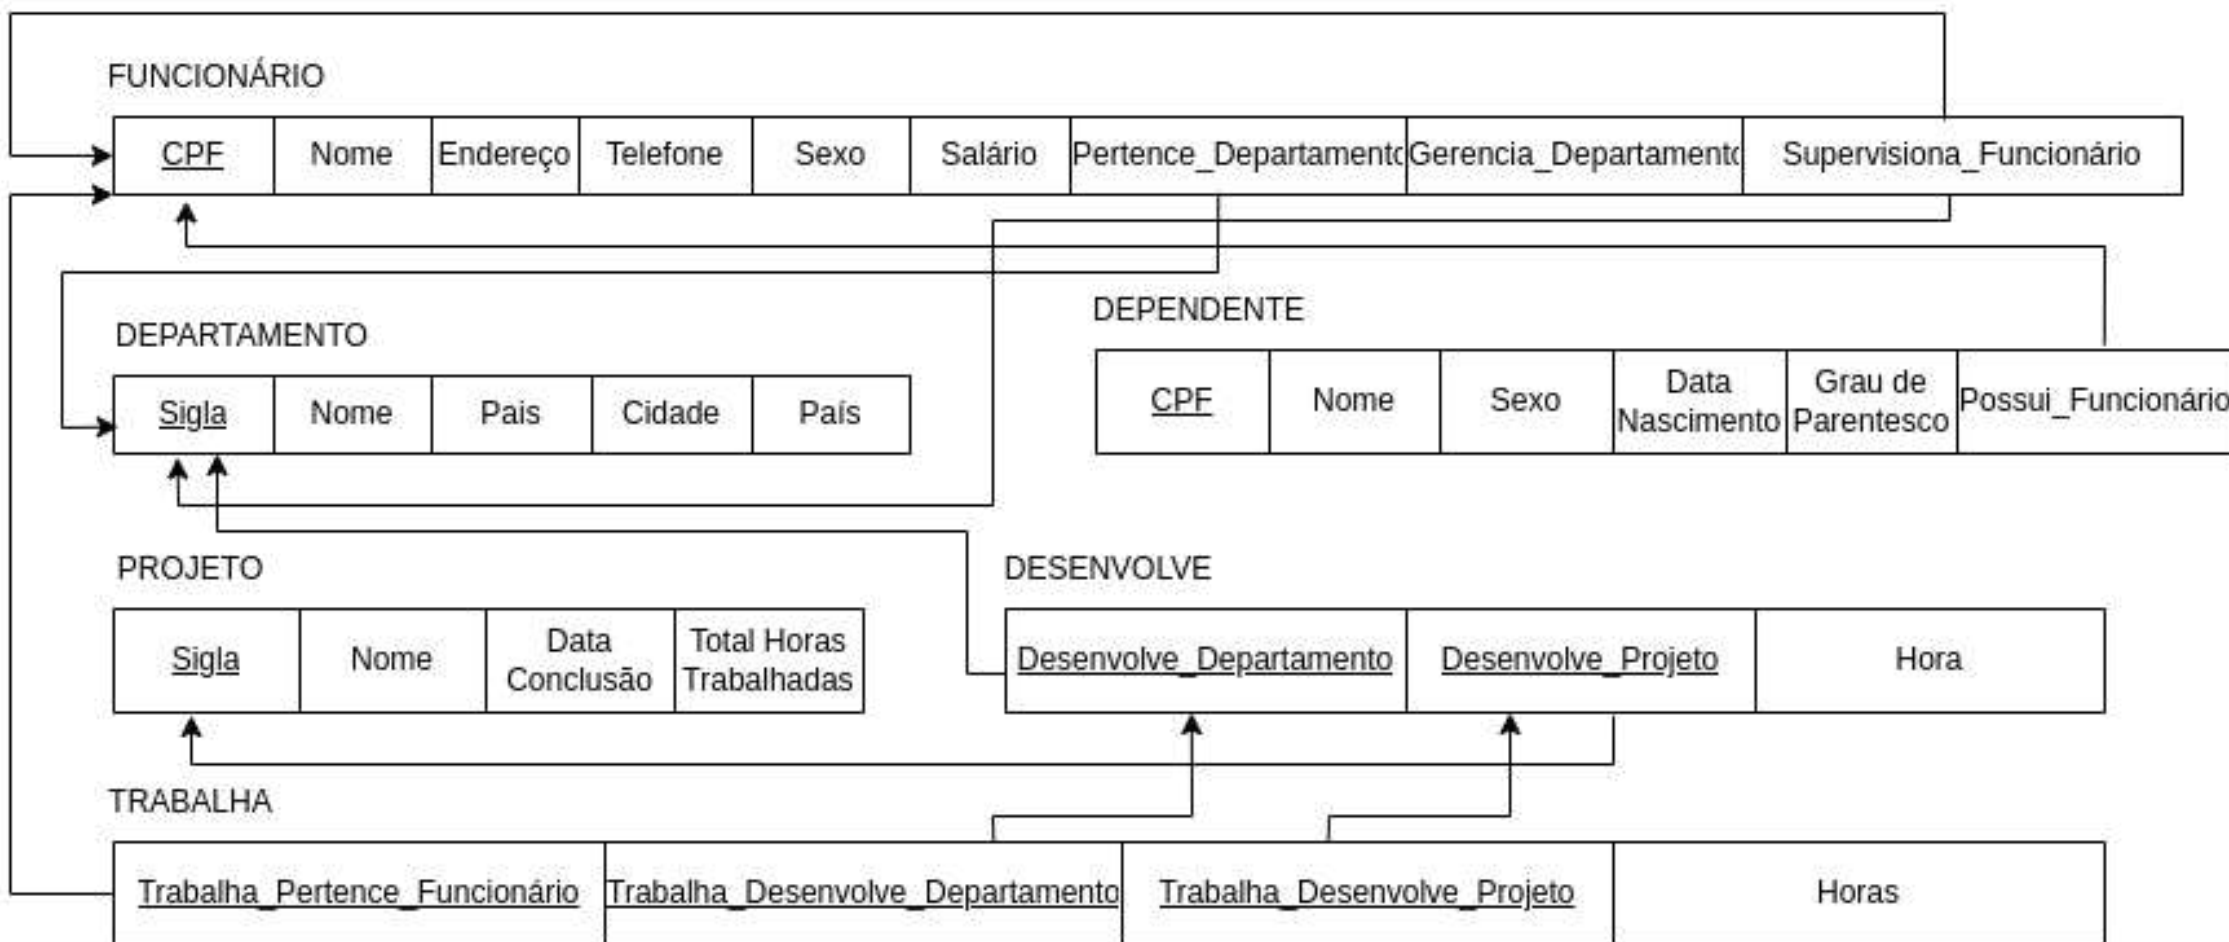 FUNCIONÁRIO
CPF Nome Endereço Telefone Sexo Salário Pertence_Departamento Gerencia_Departamento Supervisiona_Funcionário
DEPENDENTE
DEPARTAMENTO
Sigla Nome Pais Cidade País
CPF Nome Sexo Data Nascimento Grau de Parentesco Possui_Funcionário
PROJETO
DESENVOLVE
Sigla Nome Data Conclusão Total Horas Trabalhadas
Desenvolve_Departamento Desenvolve_Projeto Hora
TRABALHA
Trabalha_Pertence_Funcionário Trabalha_Desenvolve_Departamento Trabalha_Desenvolve_Projeto Horas